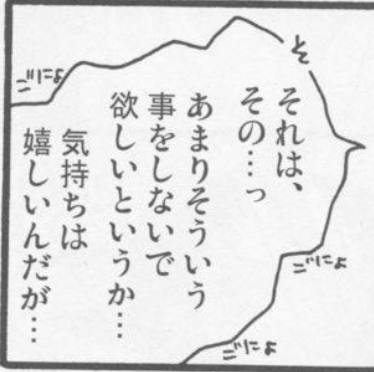 そ
それは、
その…っ
あまりそういう
事をしないで
欲しいというか…
気持ちは
嬉しいんだが…
ごにょ
ごにょ
ごにょ